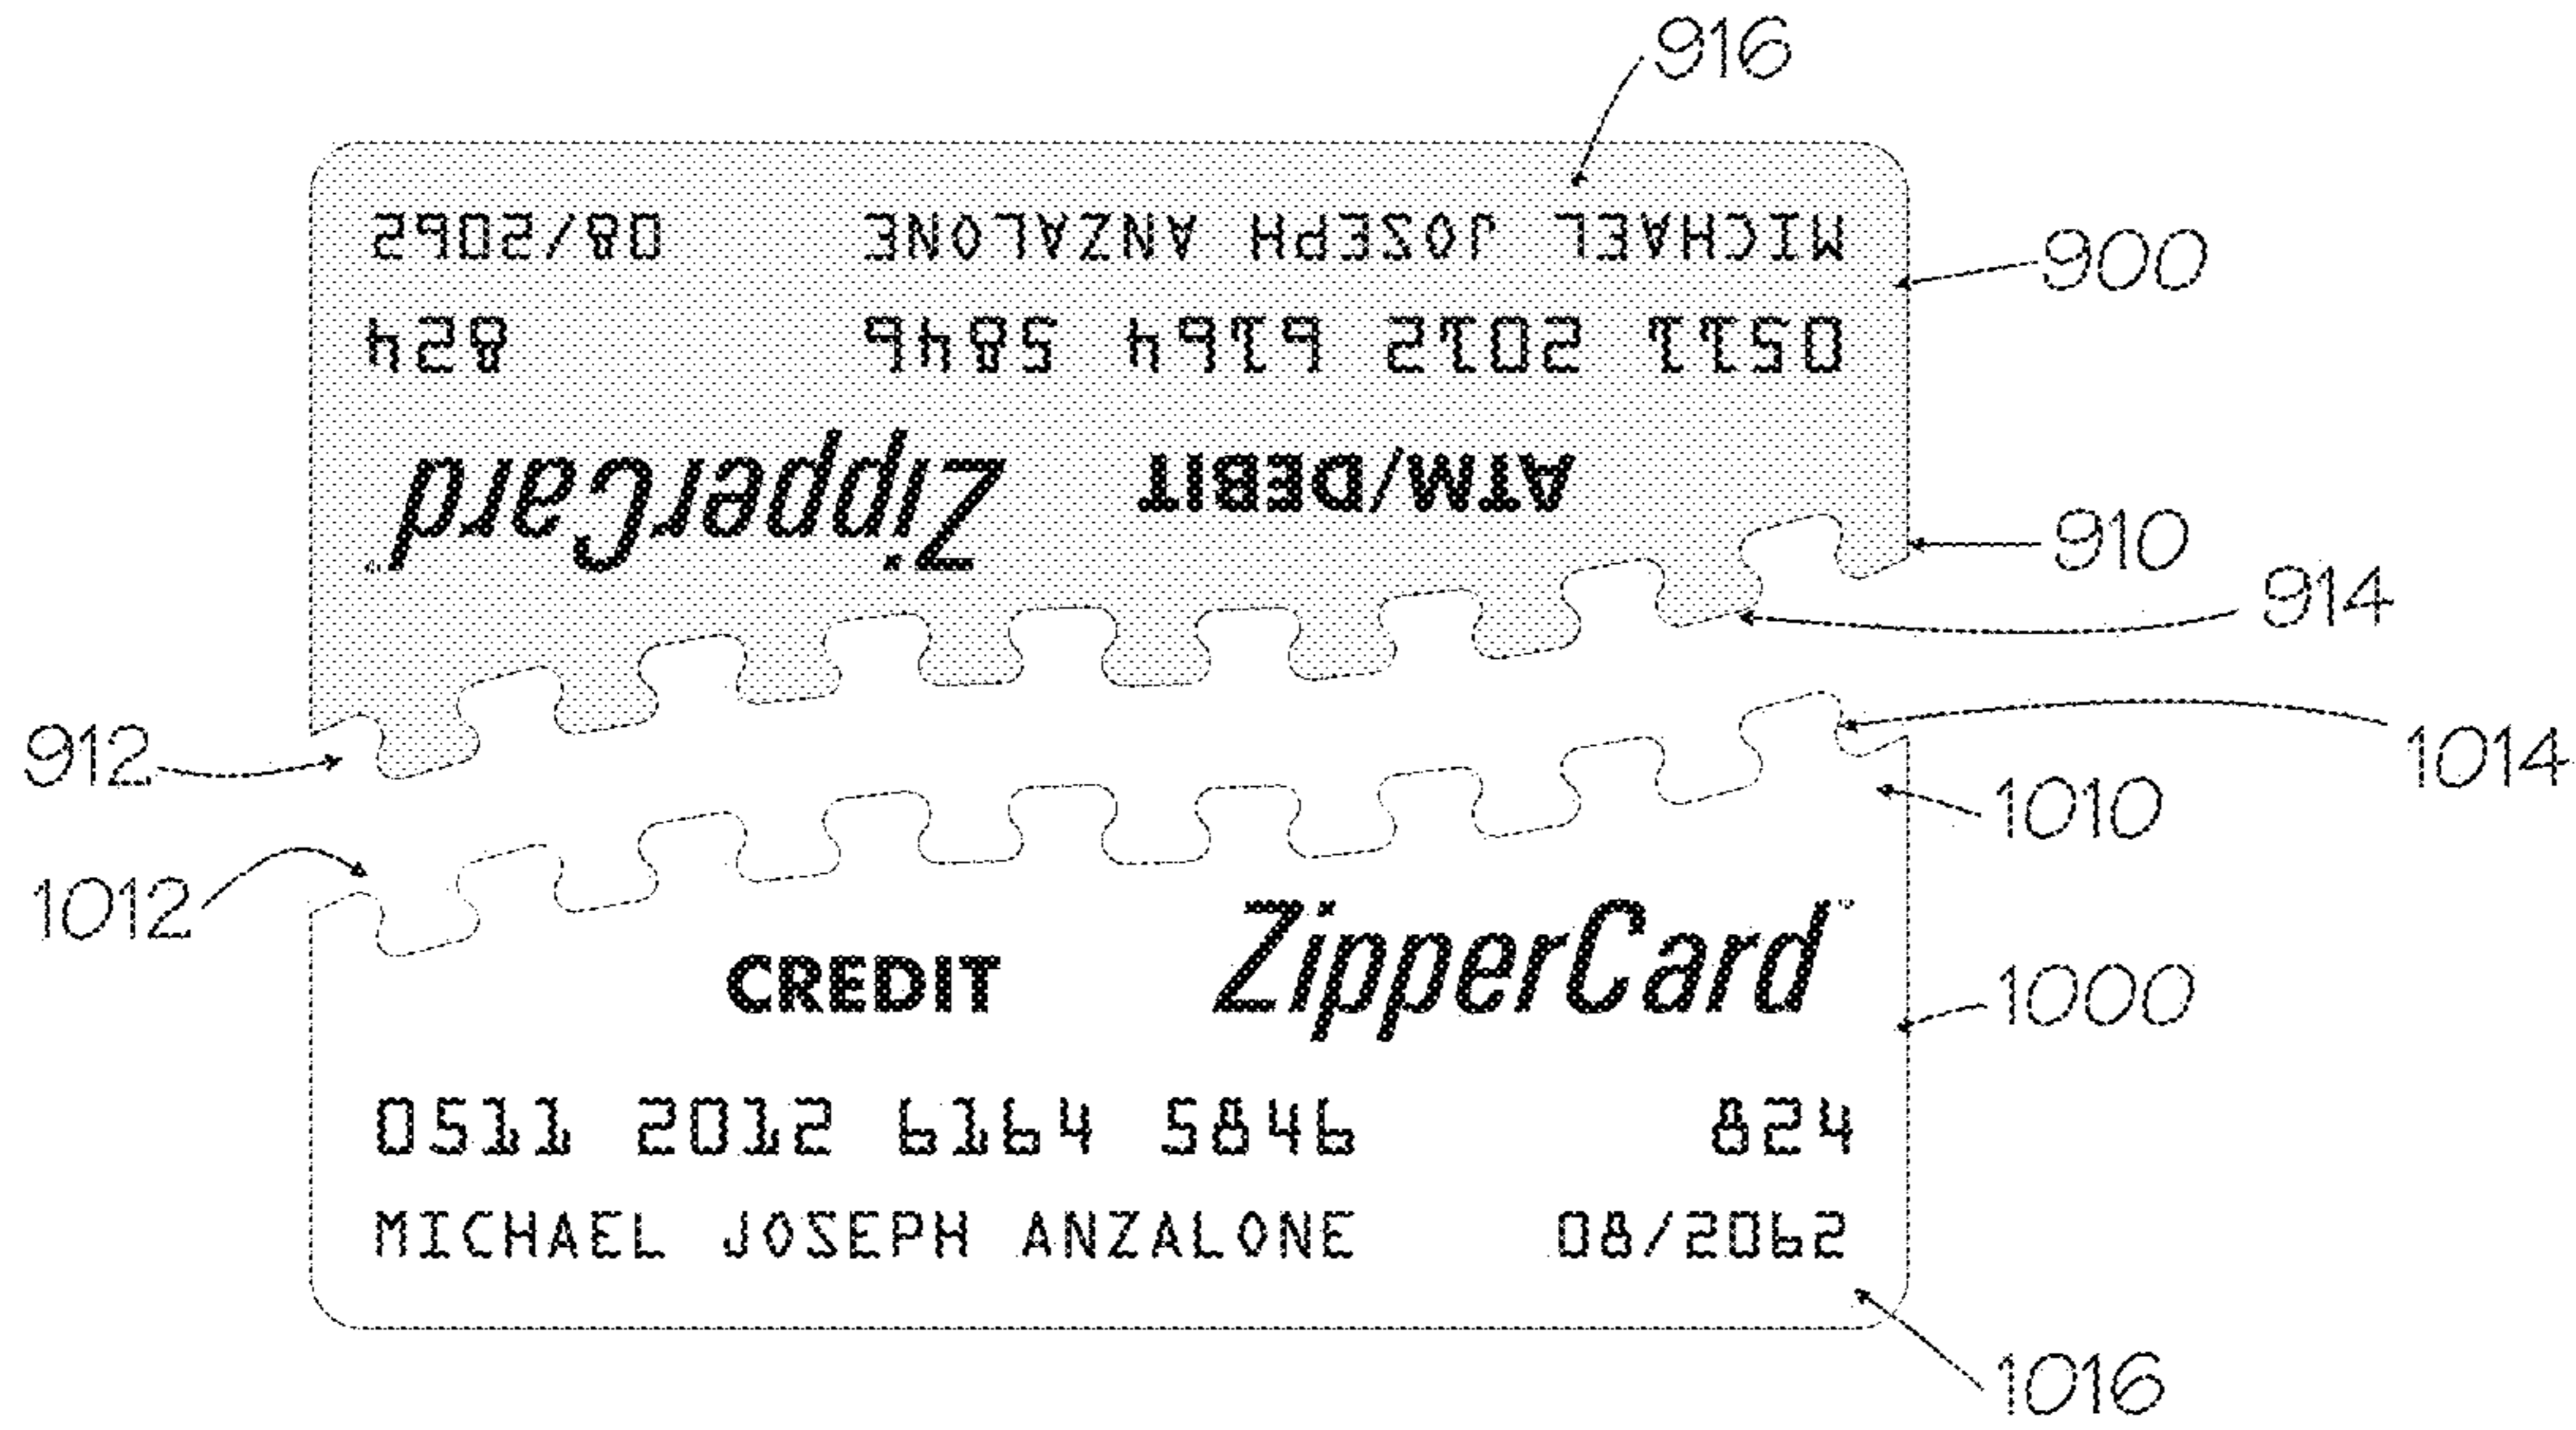 916
MICHAEL JOSEPH ANZALONE 08/2062
900
0511 2012 6164 5846 824
ATM/DEBIT ZipperCard
910
914
912
1014
1010
1012
CREDIT ZipperCard
1000
0511 2012 6164 5846 824
MICHAEL JOSEPH ANZALONE 08/2062
1016